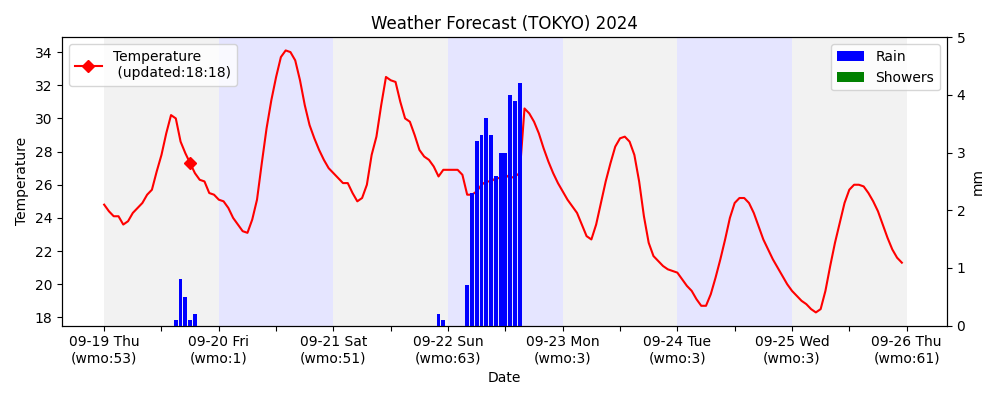 Weather Forecast (TOKYO) 2024
Temperature
(updated:18:18)
Rain
Showers
34
32
30
28
26
24
22
20
18
Temperature
5
4
3
2
1
0
mm
09-19 Thu
(wmo:53)
09-20 Fri
(wmo:1)
09-21 Sat
(wmo:51)
09-22 Sun
(wmo:63)
09-23 Mon
(wmo:3)
09-24 Tue
(wmo:3)
09-25 Wed
(wmo:3)
09-26 Thu
(wmo:61)
Date